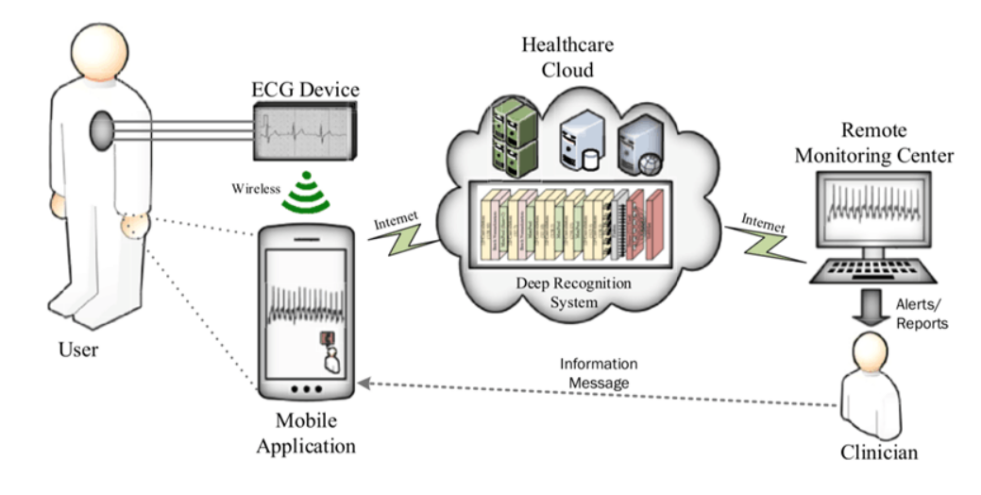 Healthcare
Cloud
ECG Device
Remote
Monitoring Center
Wireless
Internet
Internet
Deep Recognition
System
Alerts/
Reports
User
Information
Message
Mobile
Application
Clinician